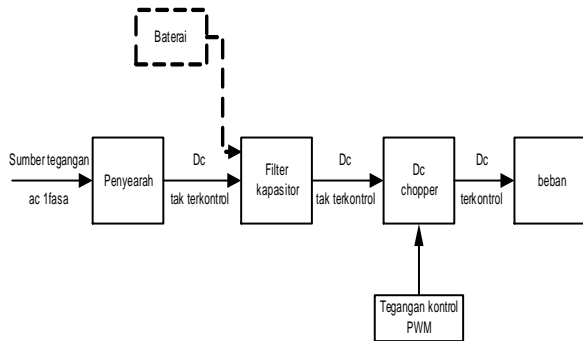 Baterai
Sumber tegangan
ac 1fasa
Penyearah
Dc
tak terkontrol
Filter
kapasitor
Dc
tak terkontrol
Dc
chopper
Dc
terkontrol
beban
Tegangan kontrol
PWM